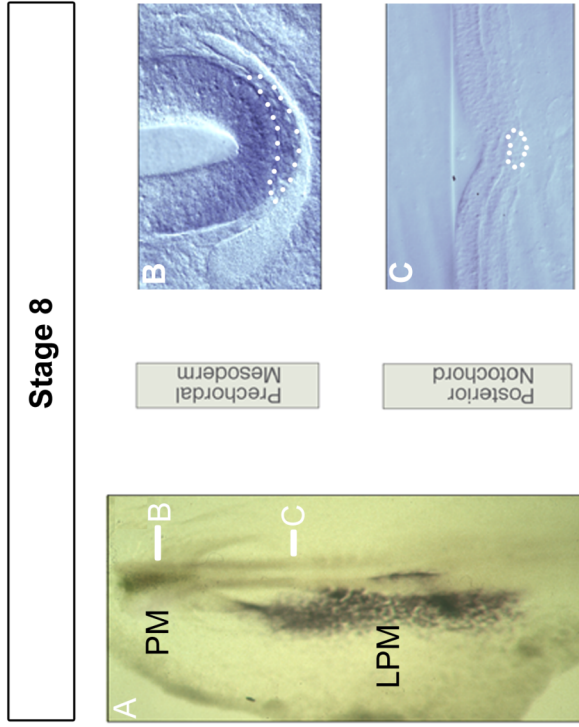 Stage 8
A
PM
B
C
LPM
Prechordal
Mesoderm
B
Posterior
Notochord
C